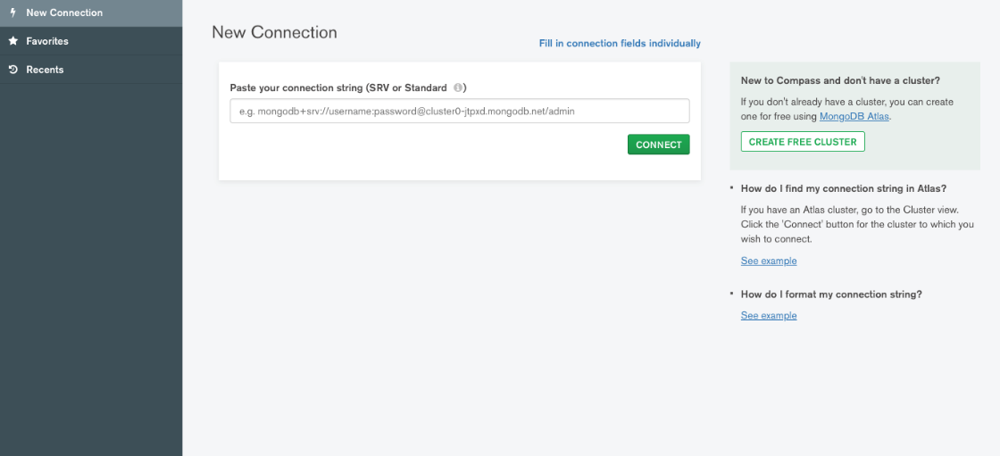 New Connection
Favorites
Recents
New Connection
Fill in connection fields individually
Paste your connection string (SRV or Standard )
e.g. mongodb+srv://username:password@cluster0-jtpxd.mongodb.net/admin
CONNECT
New to Compass and don't have a cluster?
If you don't already have a cluster, you can create
one for free using MongoDB Atlas.
CREATE FREE CLUSTER
• How do I find my connection string in Atlas?
If you have an Atlas cluster, go to the Cluster view.
Click the 'Connect' button for the cluster to which you
wish to connect.
See example
• How do I format my connection string?
See example